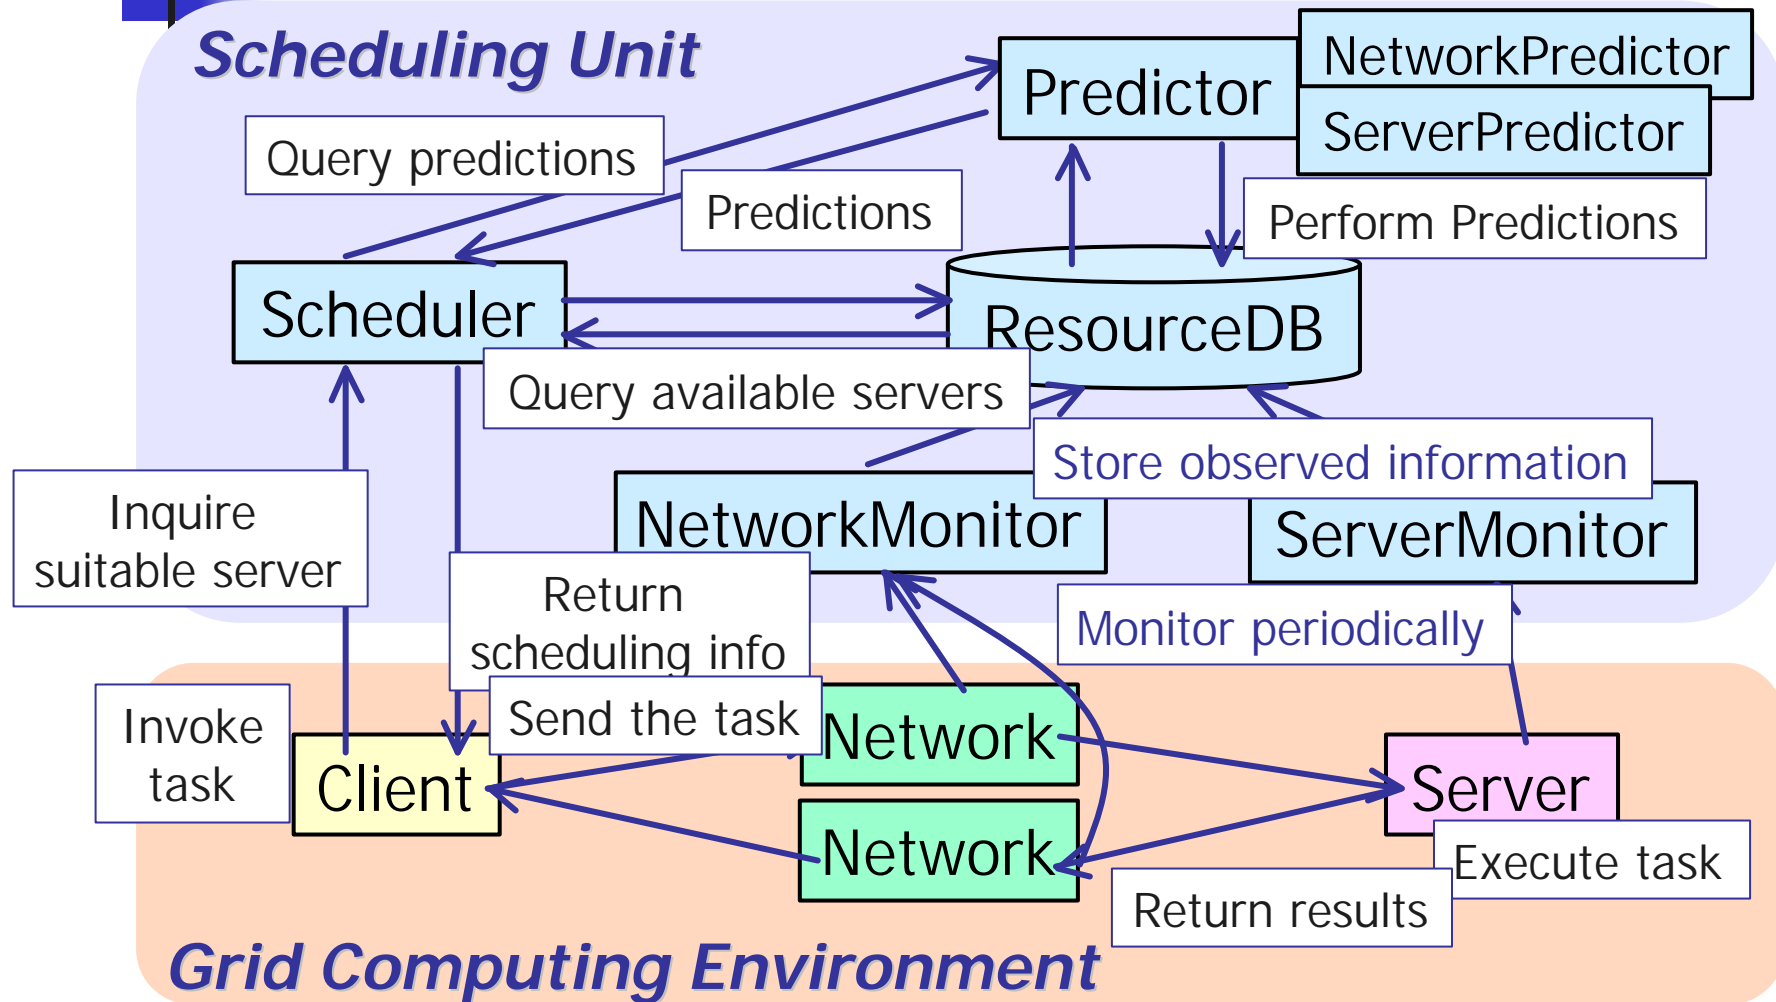 Scheduling Unit
Predictor
NetworkPredictor
ServerPredictor
Query predictions
Predictions
Perform Predictions
Scheduler
ResourceDB
Query available servers
Store observed information
Inquire
suitable server
NetworkMonitor
ServerMonitor
Return
scheduling info
Monitor periodically
Invoke
task
Send the task
Client
Network
Network
Server
Execute task
Return results
Grid Computing Environment